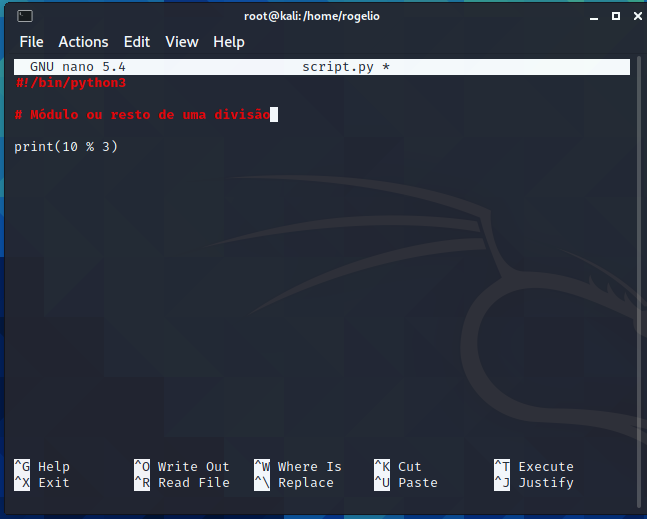 root@kali: /home/rogelio
File Actions Edit View Help
GNU nano 5.4 script.py *
#!/bin/python3
# Módulo ou resto de uma divisão
print(10 % 3)
^G Help ^O Write Out ^W Where Is ^K Cut ^T Execute
^X Exit ^R Read File ^\ Replace ^U Paste ^J Justify